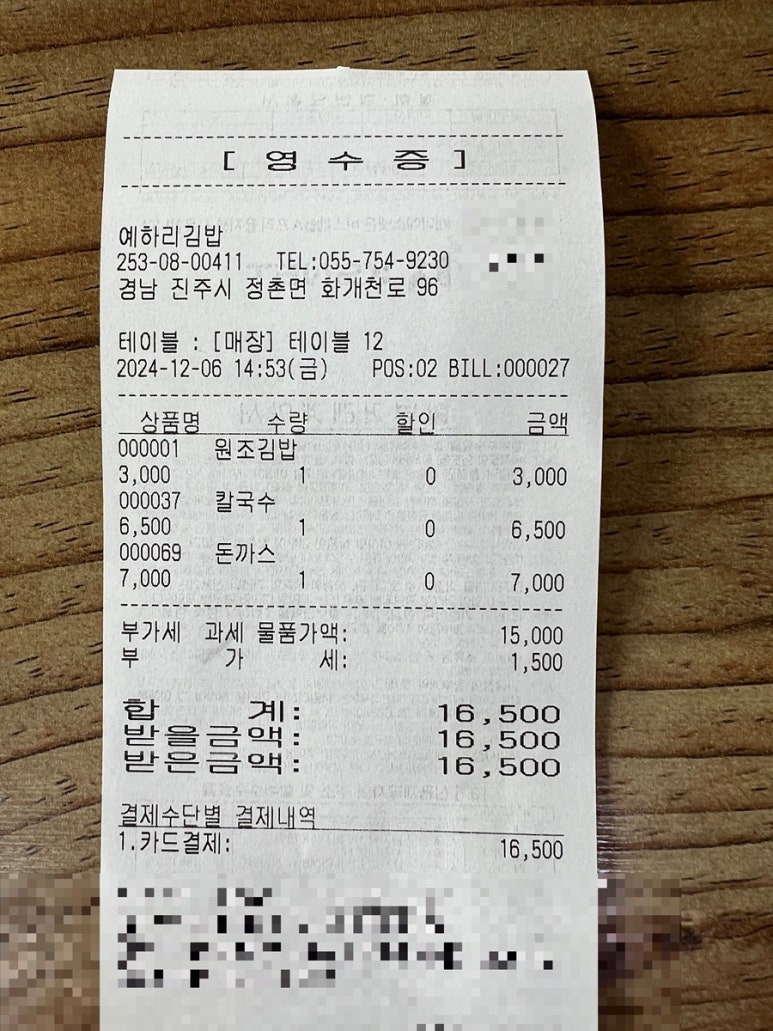 [ 영 수 증 ]
예하리김밥
253-08-00411 TEL:055-754-9230
경남 진주시 정촌면 화개천로 96
테이블 : [매장] 테이블 12
2024-12-06 14:53(금) POS:02 BILL:000027
상품명 수량 할인 금액
000001 원조김밥
3,000 1 0 3,000
000037 칼국수
6,500 1 0 6,500
000069 돈까스
7,000 1 0 7,000
부가세 과세 물품가액: 15,000
부 가 세: 1,500
합 계: 16,500
받을금액: 16,500
받은금액: 16,500
결제수단별 결제내역
1.카드결제: 16,500